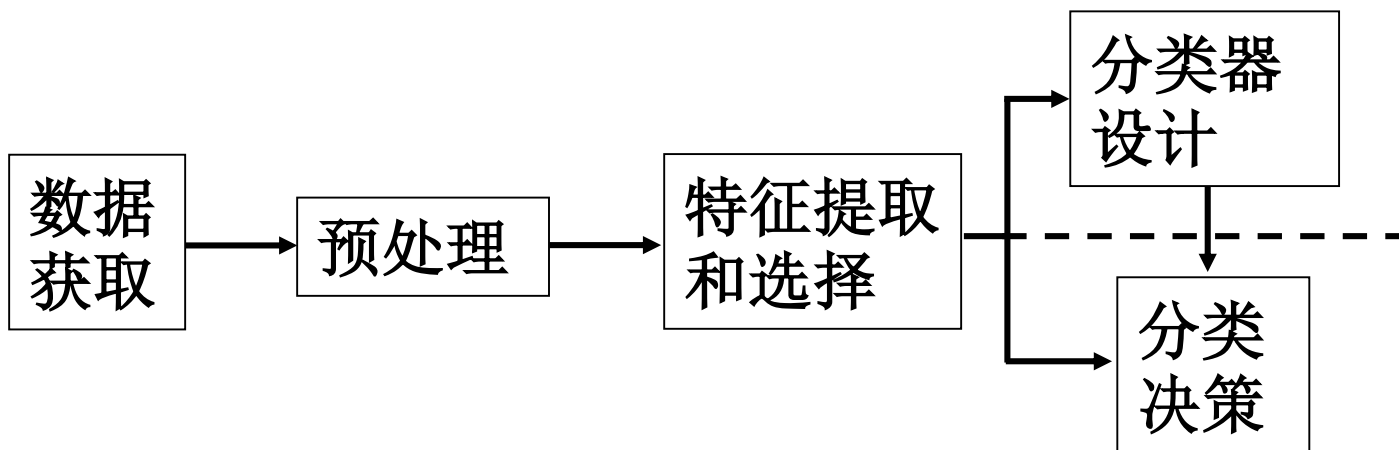 数据
获取
预处理
特征提取
和选择
分类器
设计
分类
决策